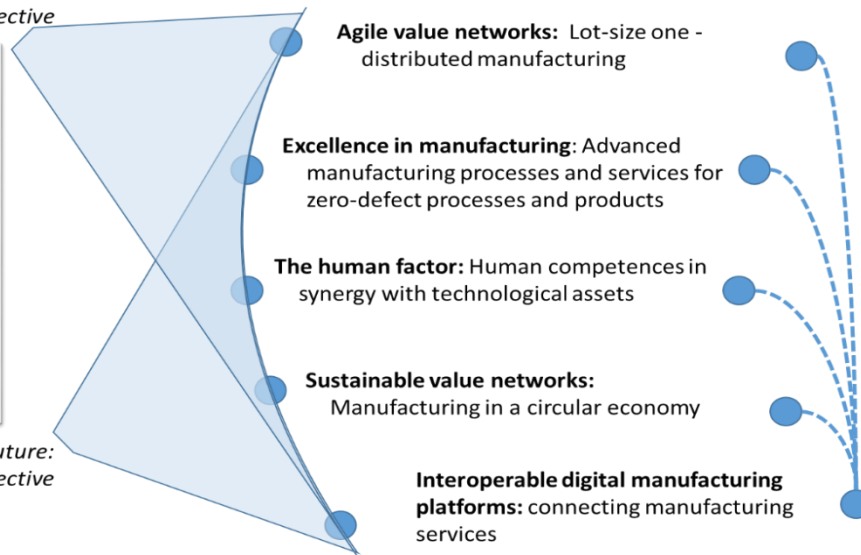 ective
Agile value networks: Lot-size one -
distributed manufacturing
Excellence in manufacturing: Advanced
manufacturing processes and services for
zero-defect processes and products
The human factor: Human competences in
synergy with technological assets
Sustainable value networks:
Manufacturing in a circular economy
uture:
ective
Interoperable digital manufacturing
platforms: connecting manufacturing
services